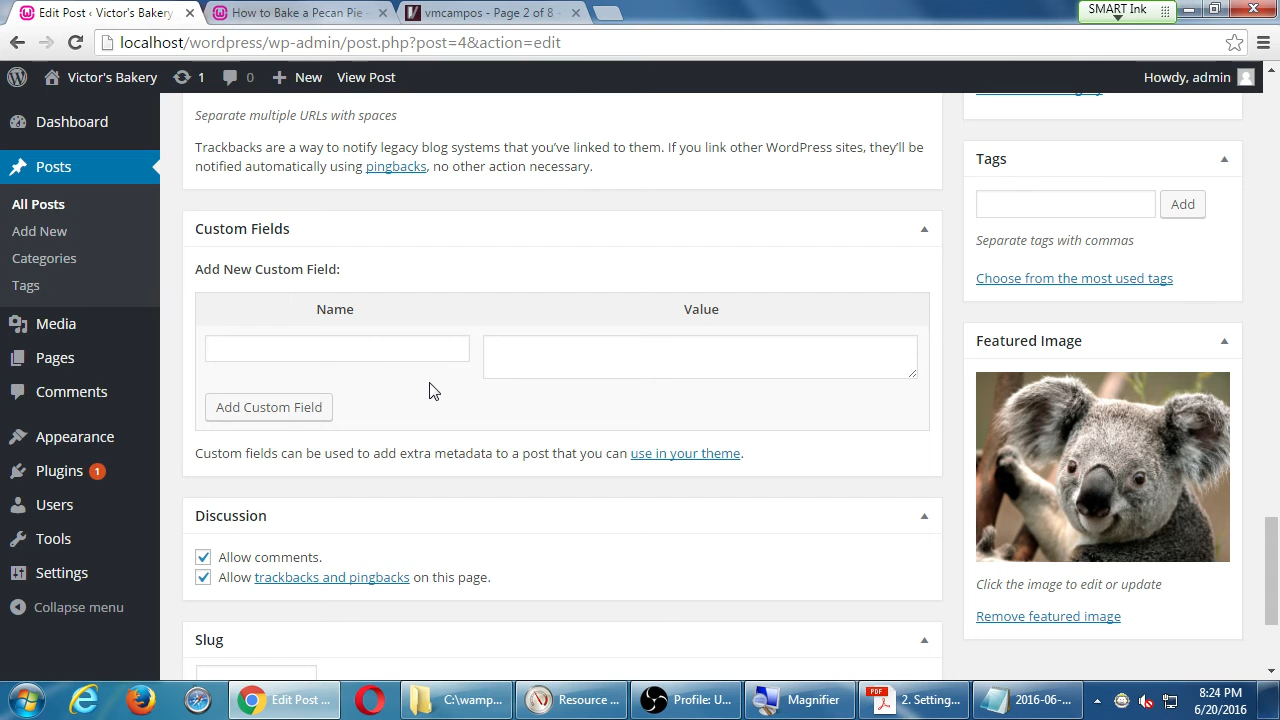 Edit Post ‹ Victor's Bakery
How to Bake a Pecan Pie –
vmcampos - Page 2 of 8 -
SMART Ink
localhost/wordpress/wp-admin/post.php?post=4&action=edit
Victor's Bakery
1
0
New
View Post
Howdy, admin
Dashboard
Posts
All Posts
Add New
Categories
Tags
Media
Pages
Comments
Appearance
Plugins 1
Users
Tools
Settings
Collapse menu
Separate multiple URLs with spaces
Trackbacks are a way to notify legacy blog systems that you've linked to them. If you link other WordPress sites, they'll be
notified automatically using pingbacks, no other action necessary.
Custom Fields
Add New Custom Field:
Name
Value
Add Custom Field
Custom fields can be used to add extra metadata to a post that you can use in your theme.
Discussion
Allow comments.
Allow trackbacks and pingbacks on this page.
Slug
Tags
Add
Separate tags with commas
Choose from the most used tags
Featured Image
Click the image to edit or update
Remove featured image
Edit Post ...
C:\wamp...
Resource ...
Profile: U...
Magnifier
2. Setting...
2016-06-...
8:24 PM
6/20/2016